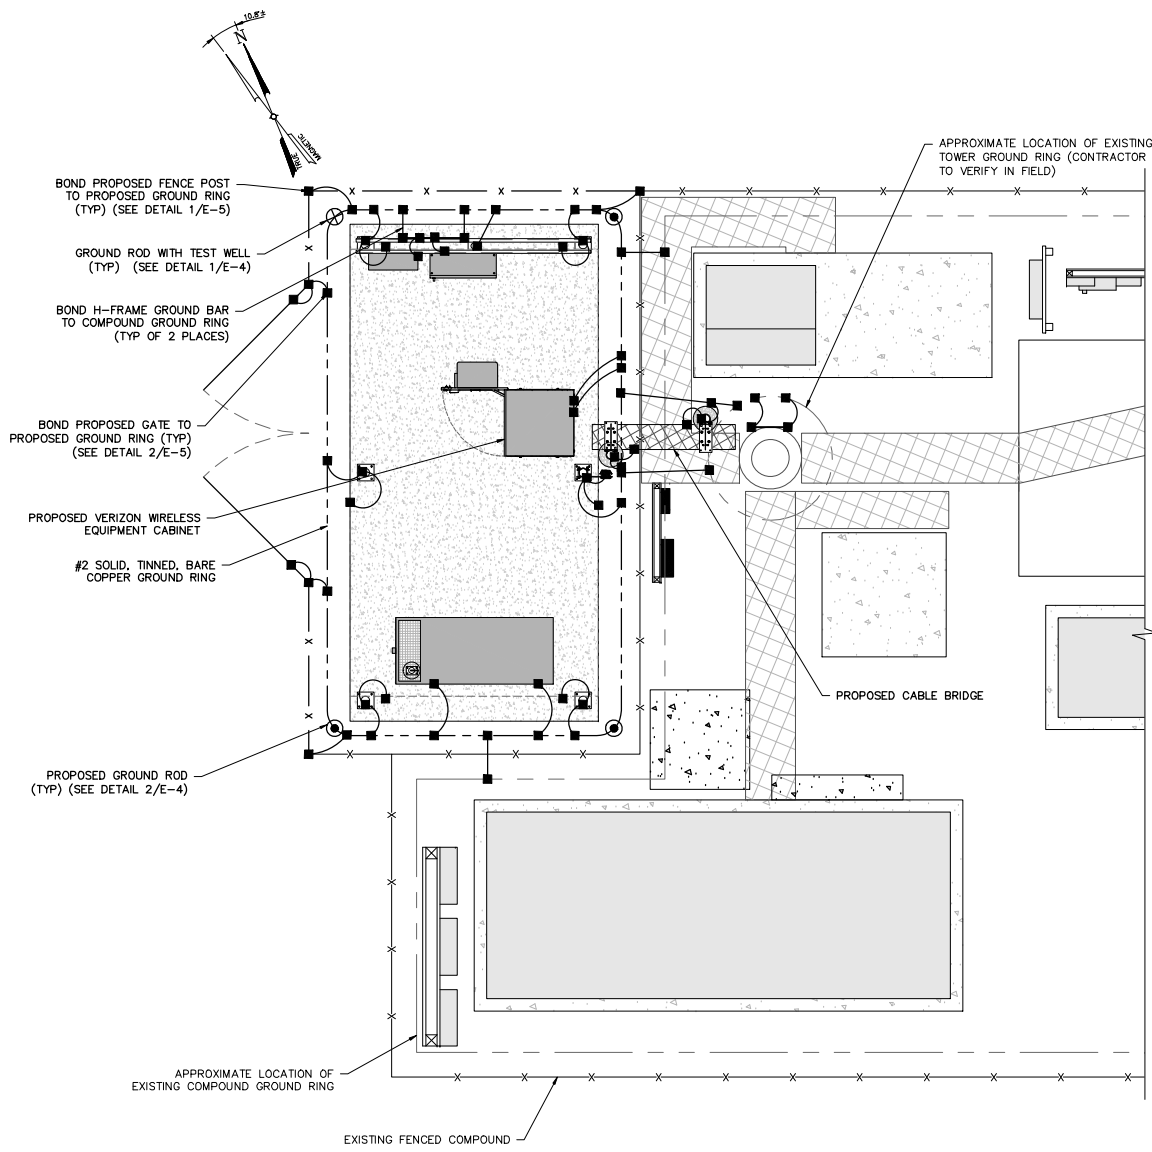 10.8°±
N
TRUE
MAGNETIC
APPROXIMATE LOCATION OF EXISTING
TOWER GROUND RING (CONTRACTOR
TO VERIFY IN FIELD)
BOND PROPOSED FENCE POST
TO PROPOSED GROUND RING
(TYP) (SEE DETAIL 1/E-5)
GROUND ROD WITH TEST WELL
(TYP) (SEE DETAIL 1/E-4)
BOND H-FRAME GROUND BAR
TO COMPOUND GROUND RING
(TYP OF 2 PLACES)
BOND PROPOSED GATE TO
PROPOSED GROUND RING (TYP)
(SEE DETAIL 2/E-5)
PROPOSED VERIZON WIRELESS
EQUIPMENT CABINET
#2 SOLID, TINNED, BARE
COPPER GROUND RING
PROPOSED CABLE BRIDGE
PROPOSED GROUND ROD
(TYP) (SEE DETAIL 2/E-4)
APPROXIMATE LOCATION OF
EXISTING COMPOUND GROUND RING
EXISTING FENCED COMPOUND